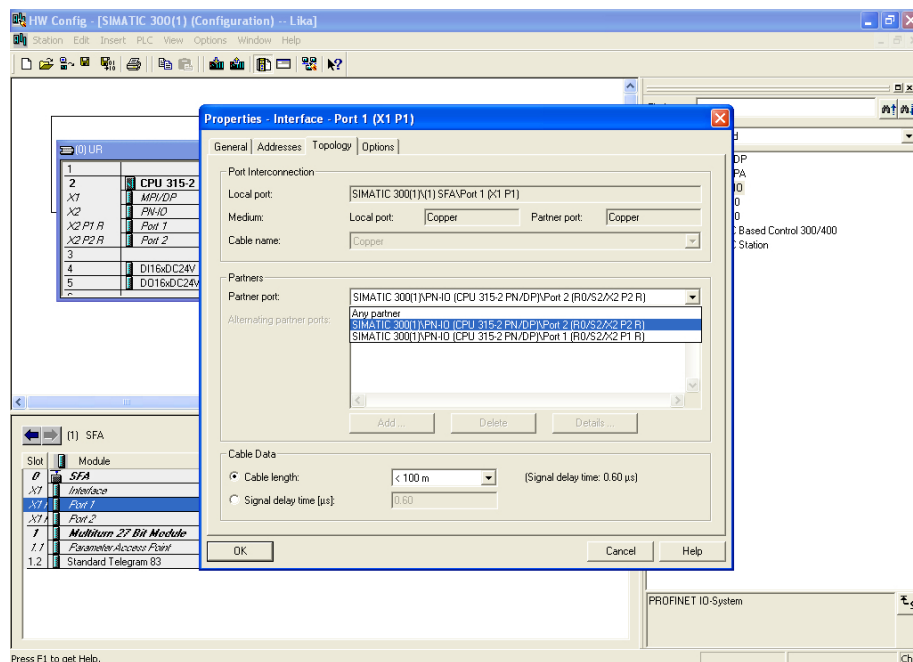 HW Config - [SIMATIC 300(1) (Configuration) -- Lika]
Station Edit Insert PLC View Options Window Help
(0) UR
1
2 CPU 315-2
X1 MPI/DP
X2 PN-IO
X2 P1 R Port 1
X2 P2 R Port 2
3
4 DI16xDC24V
5 DO16xDC24V
Properties - Interface - Port 1 (X1 P1)
General Addresses Topology Options
Port Interconnection
Local port: SIMATIC 300(1)\(1) SFA\Port 1 (X1 P1)
Medium: Local port: Copper Partner port: Copper
Cable name: Copper
Partners
Partner port: SIMATIC 300(1)\PN-IO (CPU 315-2 PN/DP)\Port 2 (R0/S2/X2 P2 R)
Alternating partner ports:
Any partner
SIMATIC 300(1)\PN-IO (CPU 315-2 PN/DP)\Port 2 (R0/S2/X2 P2 R)
SIMATIC 300(1)\PN-IO (CPU 315-2 PN/DP)\Port 1 (R0/S2/X2 P1 R)
Add ... Delete Details ...
Cable Data
Cable length: < 100 m (Signal delay time: 0.60 µs)
Signal delay time [µs]: 0.60
OK Cancel Help
DP
PA
IO
0
0
C Based Control 300/400
Station
(1) SFA
Slot Module
0 SFA
X1 Interface
X1 Port 1
X1 Port 2
1 Multiturn 27 Bit Module
1.1 Parameter Access Point
1.2 Standard Telegram 83
PROFINET IO-System
Press F1 to get Help.
Ch